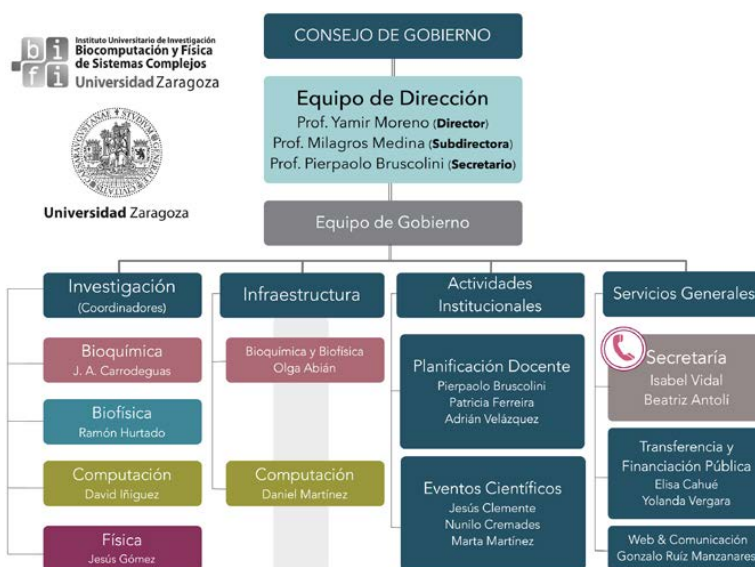 bifi
Instituto Universitario de Investigación
Biocomputación y Física
de Sistemas Complejos
Universidad Zaragoza
Universidad Zaragoza
CONSEJO DE GOBIERNO
Equipo de Dirección
Prof. Yamir Moreno (Director)
Prof. Milagros Medina (Subdirectora)
Prof. Pierpaolo Bruscolini (Secretario)
Equipo de Gobierno
Investigación
(Coordinadores)
Bioquímica
J. A. Carrodeguas
Biofísica
Ramón Hurtado
Computación
David Iñiguez
Física
Jesús Gómez
Infraestructura
Bioquímica y Biofísica
Olga Abián
Computación
Daniel Martínez
Actividades
Institucionales
Planificación Docente
Pierpaolo Bruscolini
Patricia Ferreira
Adrián Velázquez
Eventos Científicos
Jesús Clemente
Nunilo Cremades
Marta Martínez
Servicios Generales
Secretaría
Isabel Vidal
Beatriz Antolí
Transferencia y
Financiación Pública
Elisa Cahué
Yolanda Vergara
Web & Comunicación
Gonzalo Ruíz Manzanares